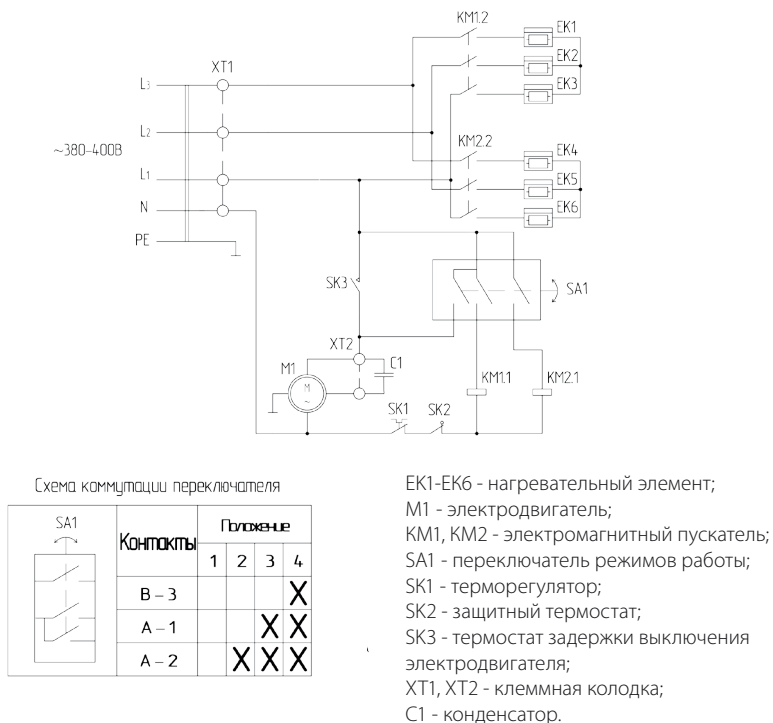 KM1.2
EK1
EK2
EK3
XT1
L3
L2
~380-400В
L1
N
PE
KM2.2
EK4
EK5
EK6
SK3
SA1
XT2
C1
M1
M
~
KM1.1
KM2.1
SK1
SK2
Схема коммутации переключателя
SA1
Контакты
Положение
1 2 3 4
В – 3 X
А – 1 X X
А – 2 X X X
EK1-EK6 - нагревательный элемент;
M1 - электродвигатель;
KM1, KM2 - электромагнитный пускатель;
SA1 - переключатель режимов работы;
SK1 - терморегулятор;
SK2 - защитный термостат;
SK3 - термостат задержки выключения
электродвигателя;
XT1, XT2 - клеммная колодка;
C1 - конденсатор.